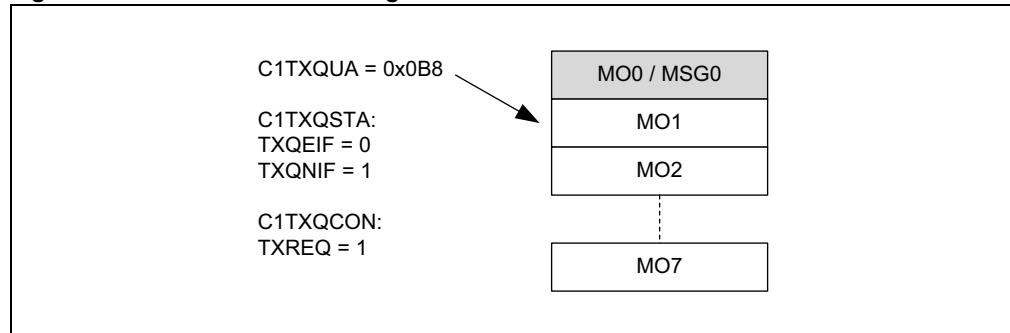 C1TXQUA = 0x0B8
C1TXQSTA:
TXQEIF = 0
TXQNIF = 1
C1TXQCON:
TXREQ = 1
MO0 / MSG0
MO1
MO2
MO7